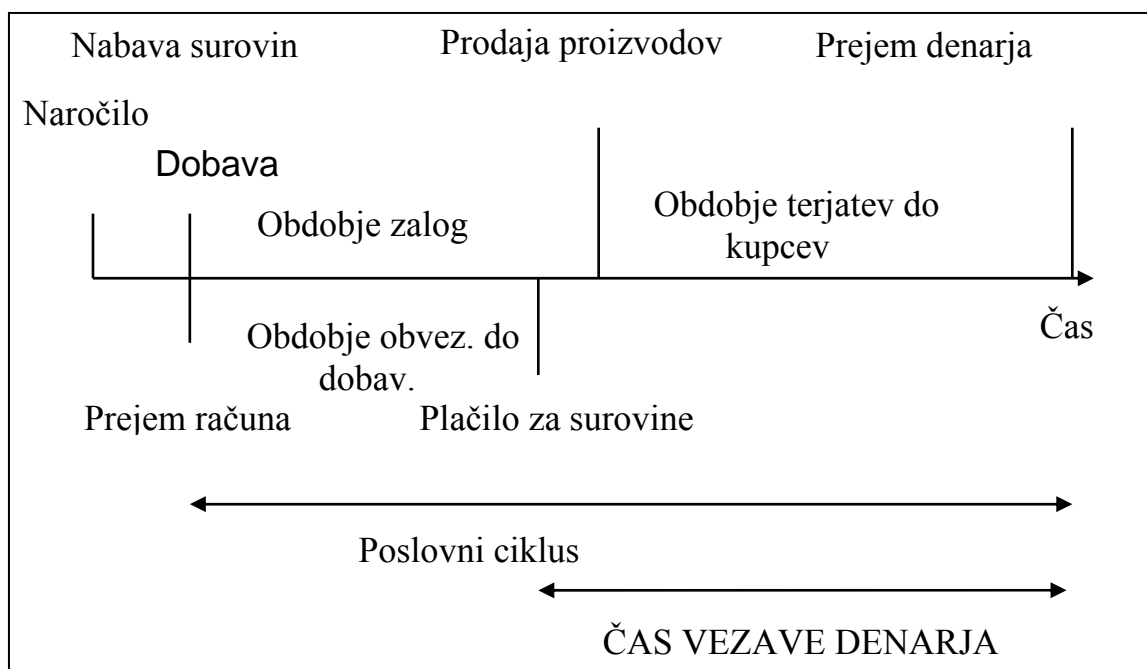 Nabava surovin
Prodaja proizvodov
Prejem denarja
Naročilo
Dobava
Obdobje zalog
Obdobje terjatev do
kupcev
Čas
Obdobje obvez. do
dobav.
Prejem računa
Plačilo za surovine
Poslovni ciklus
ČAS VEZAVE DENARJA